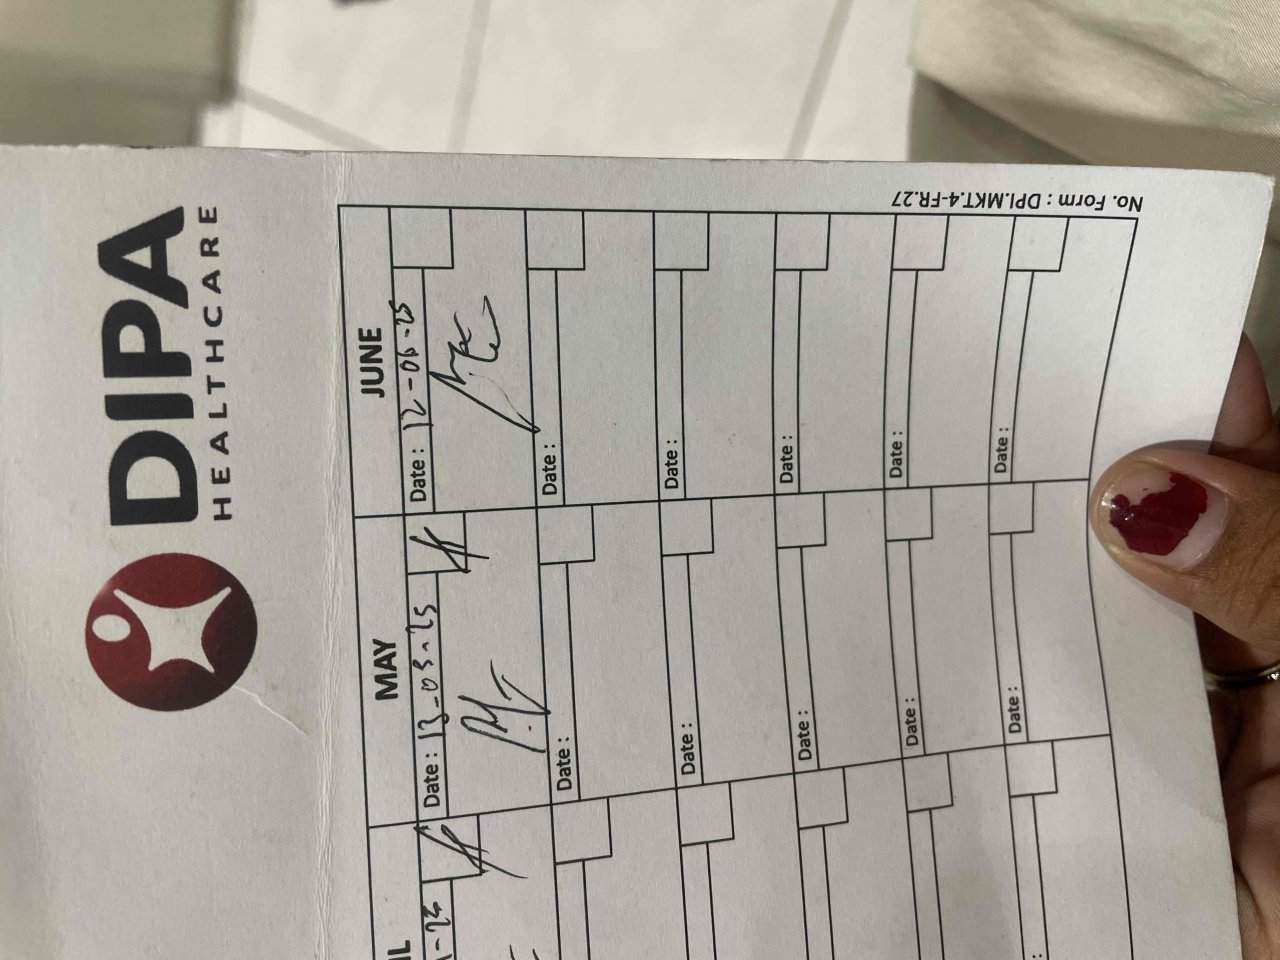 DIPA
HEALTHCARE
No. Form : DPI.MKT.4-FR.27
MAY
JUNE
Date : 13-05-25
Date : 12-06-25
Date :
Date :
Date :
Date :
Date :
Date :
Date :
Date :
Date :
Date :